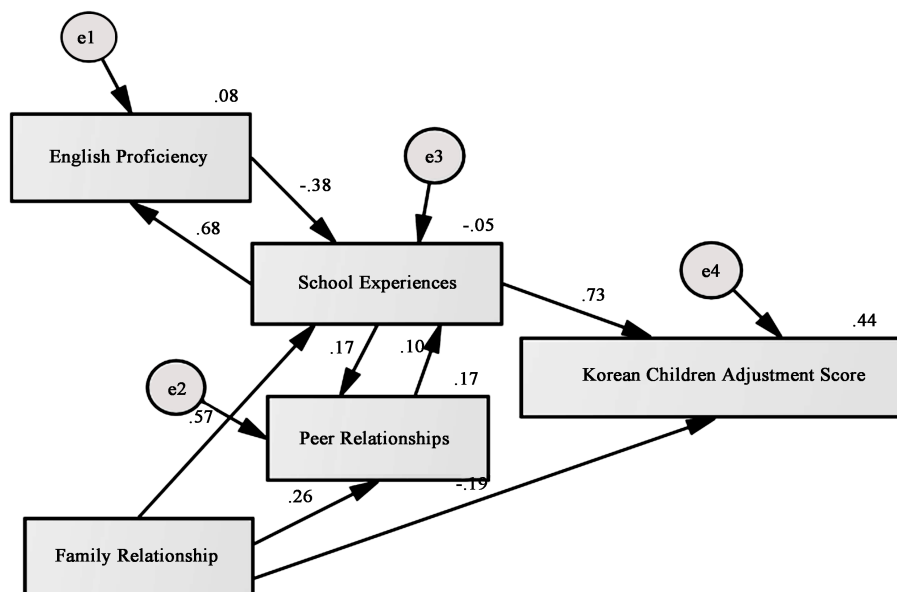 e1
.08
English Proficiency
e3
-.38
.68
-.05
School Experiences
e4
.73
.44
.17
.10
Korean Children Adjustment Score
e2
.17
.57
Peer Relationships
.26
-.19
Family Relationship